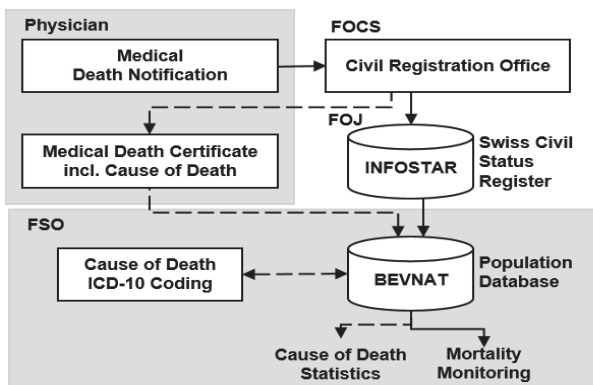 Physician
FOCS
Medical
Death Notification
Civil Registration Office
FOJ
Medical Death Certificate
incl. Cause of Death
INFOSTAR
Swiss Civil
Status
Register
FSO
Cause of Death
ICD-10 Coding
BEVNAT
Population
Database
Cause of Death
Statistics
Mortality
Monitoring